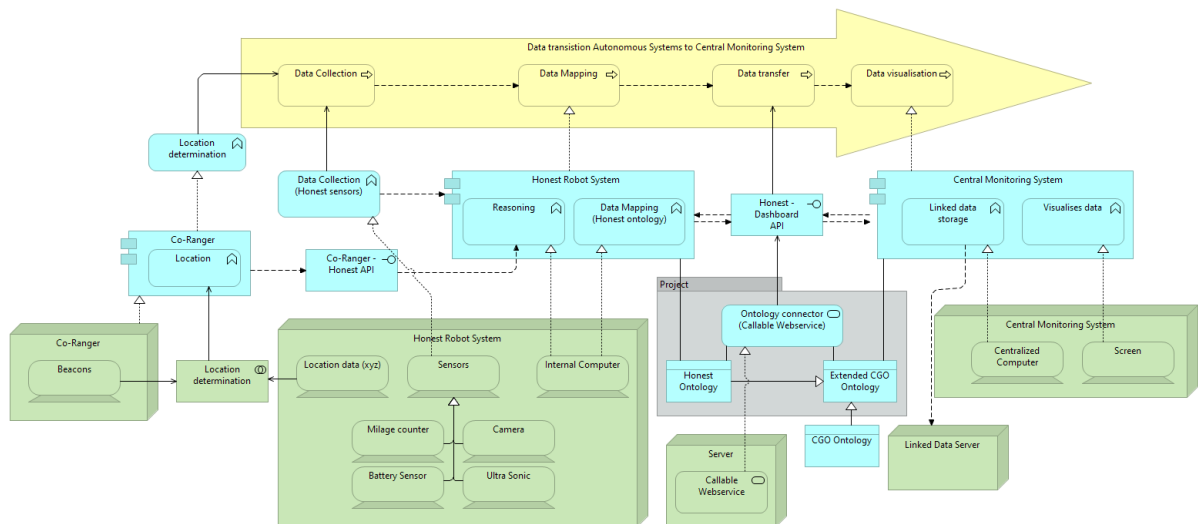 Data transistion Autonomous Systems to Central Monitoring System
Data Collection
Data Mapping
Data transfer
Data visualisation
Location
determination
Data Collection
(Honest sensors)
Honest Robot System
Reasoning
Data Mapping
(Honest ontology)
Honest -
Dashboard
API
Central Monitoring System
Linked data
storage
Visualises data
Co-Ranger
Location
Co-Ranger -
Honest API
Project
Ontology connector
(Callable Webservice)
Honest
Ontology
Extended CGO
Ontology
CGO Ontology
Co-Ranger
Beacons
Location
determination
Honest Robot System
Location data (xyz)
Sensors
Internal Computer
Milage counter
Camera
Battery Sensor
Ultra Sonic
Server
Callable
Webservice
Central Monitoring System
Centralized
Computer
Screen
Linked Data Server